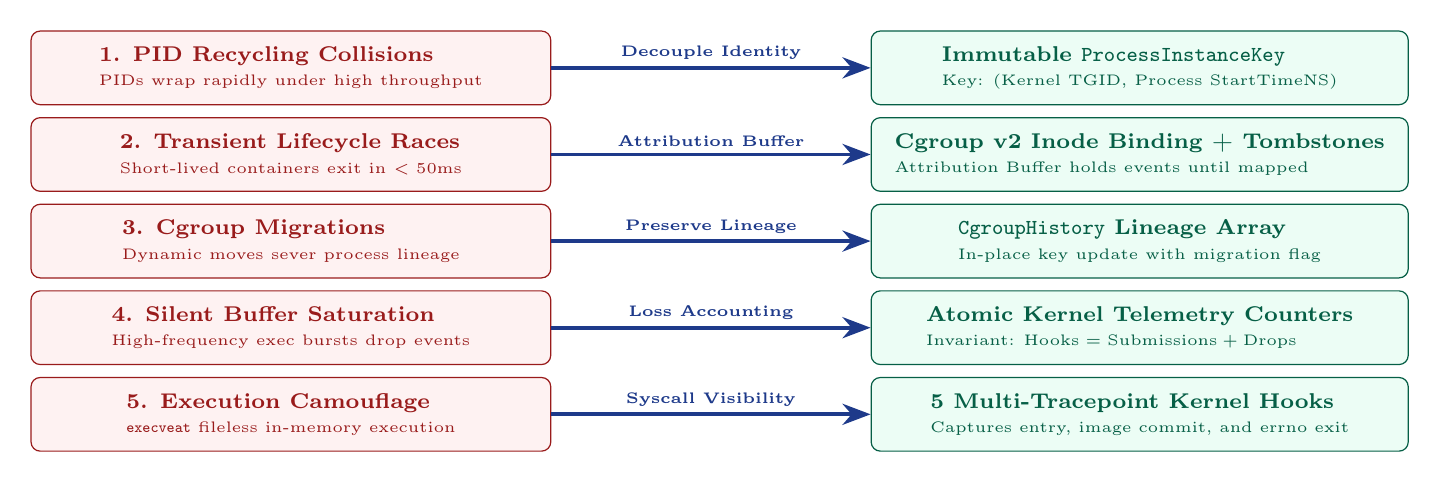 1. PID Recycling Collisions
PIDs wrap rapidly under high throughput
Decouple Identity
Immutable ProcessInstanceKey
Key: (Kernel TGID, Process StartTimeNS)
2. Transient Lifecycle Races
Short-lived containers exit in < 50ms
Attribution Buffer
Cgroup v2 Inode Binding + Tombstones
Attribution Buffer holds events until mapped
3. Cgroup Migrations
Dynamic moves sever process lineage
Preserve Lineage
CgroupHistory Lineage Array
In-place key update with migration flag
4. Silent Buffer Saturation
High-frequency exec bursts drop events
Loss Accounting
Atomic Kernel Telemetry Counters
Invariant: Hooks = Submissions + Drops
5. Execution Camouflage
execveat fileless in-memory execution
Syscall Visibility
5 Multi-Tracepoint Kernel Hooks
Captures entry, image commit, and errno exit